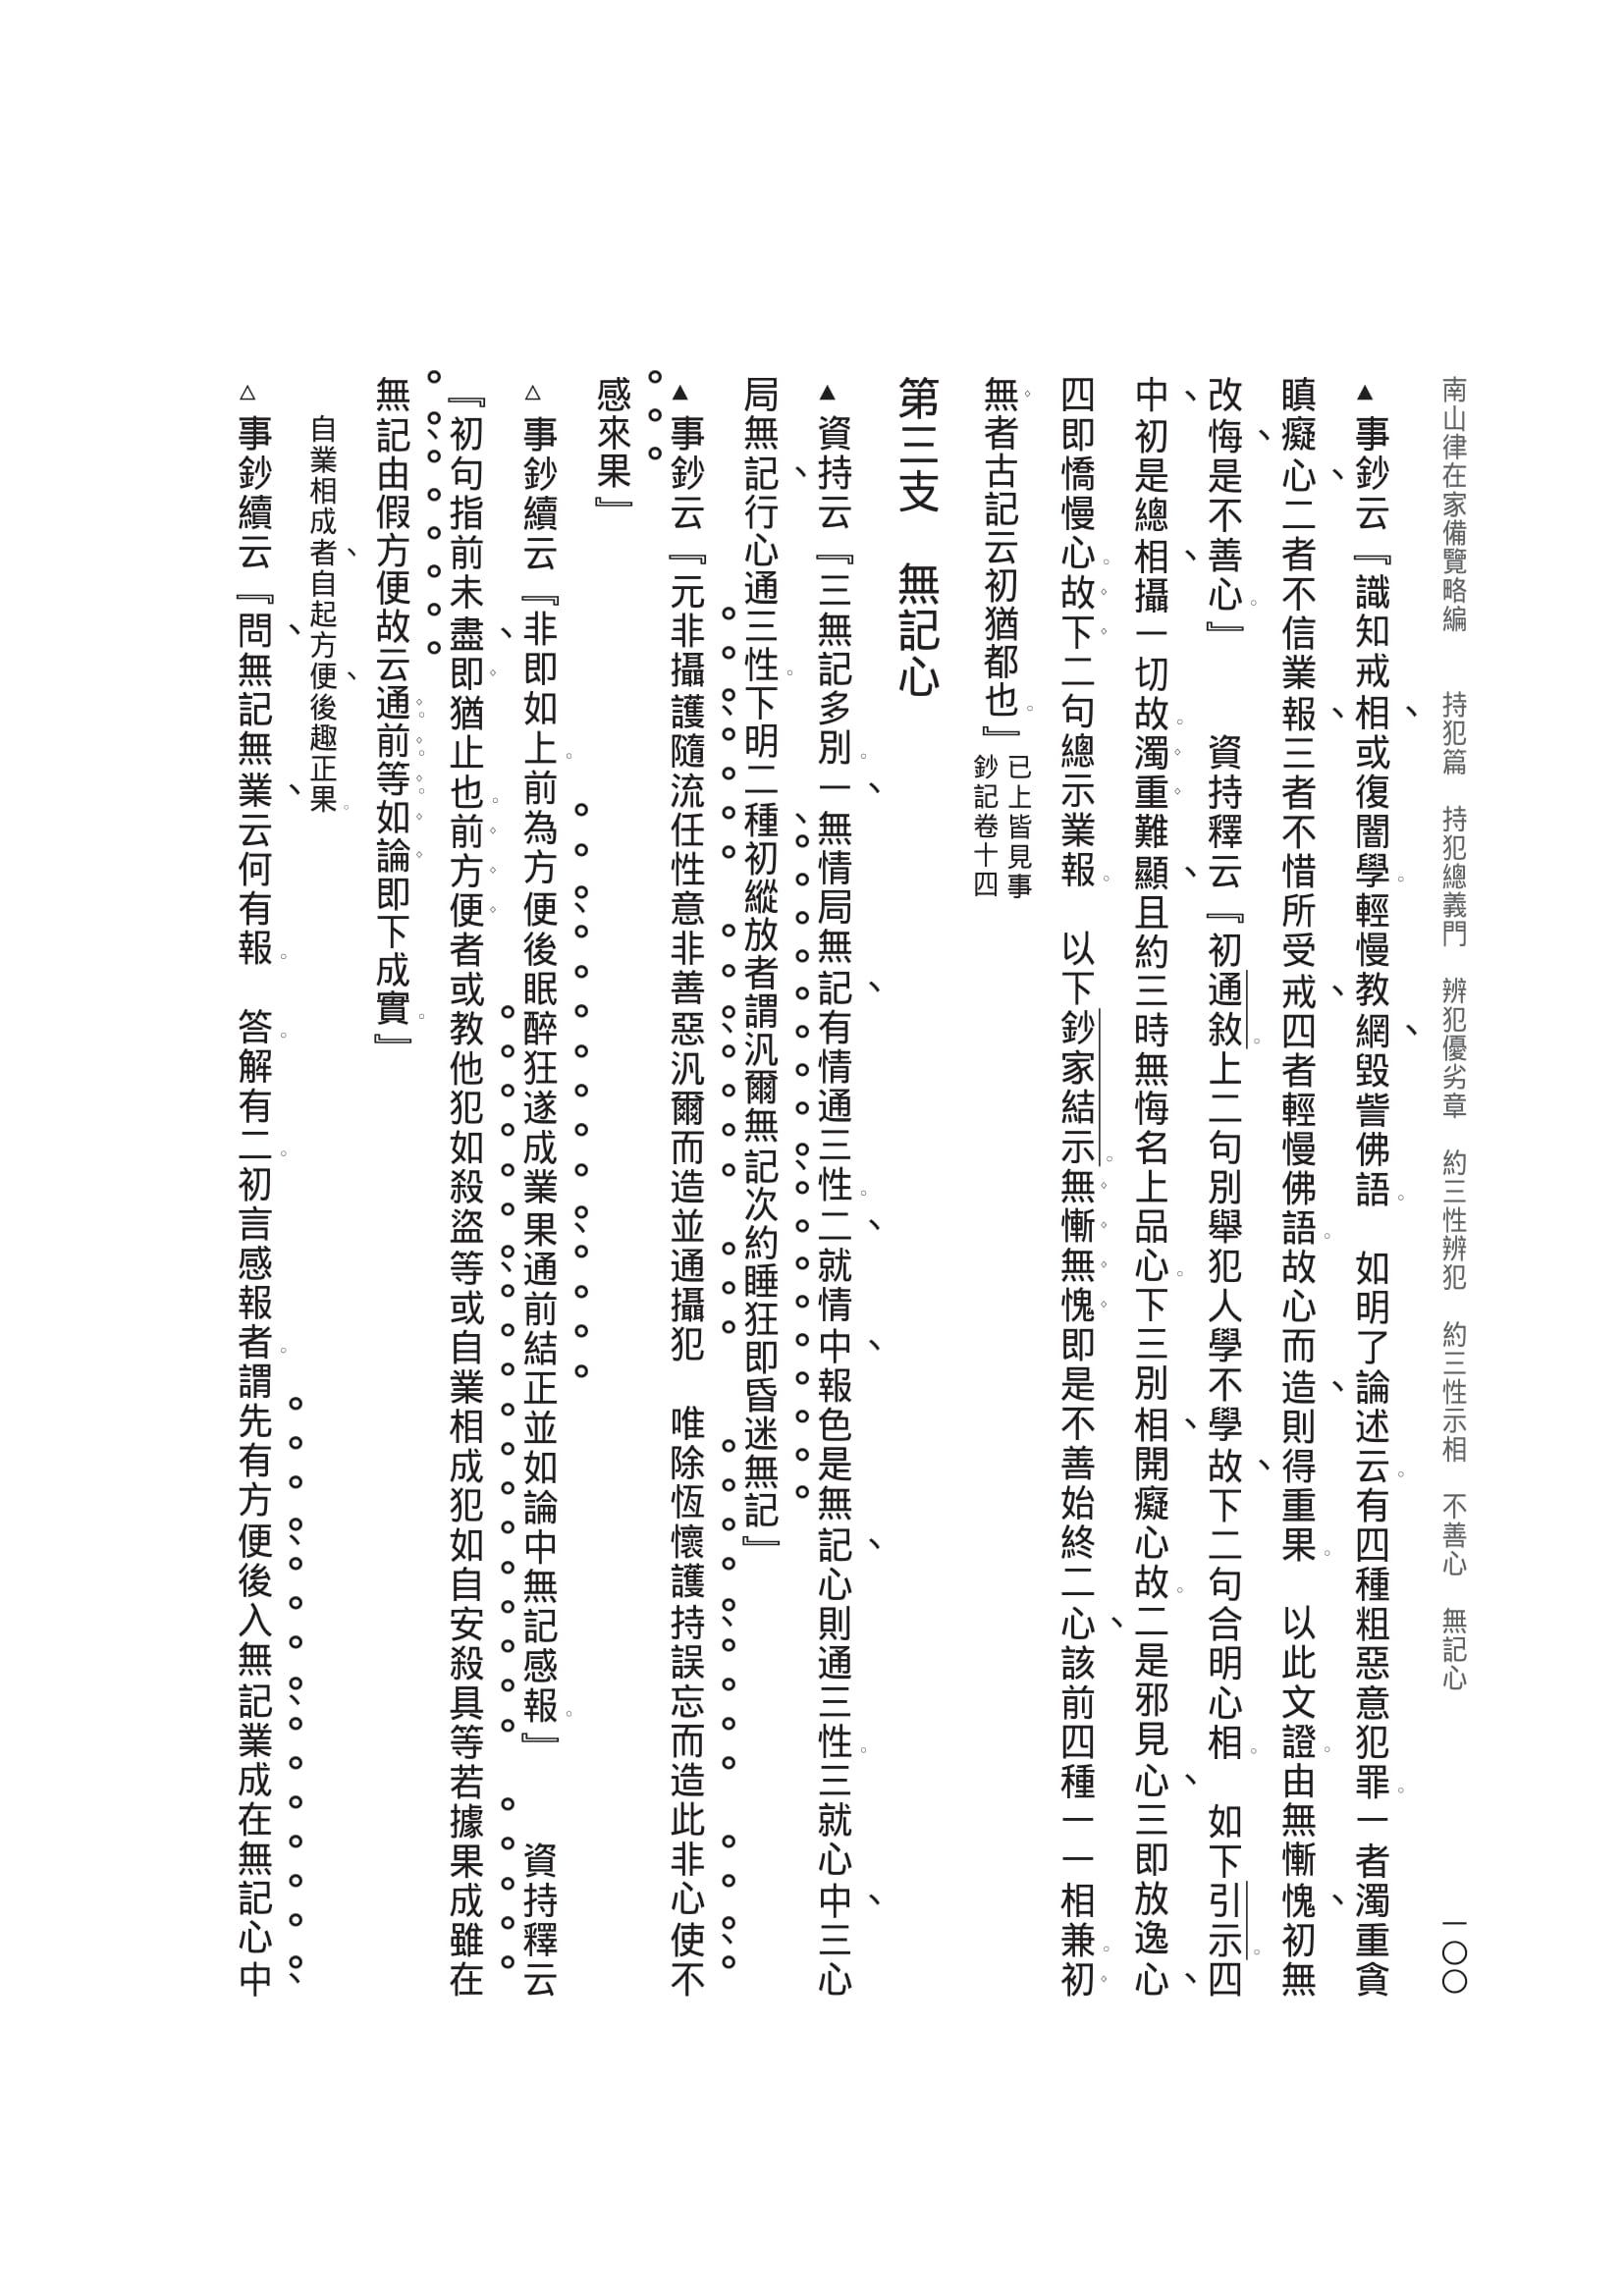 南山律在家備覽略編　持犯篇　持犯總義門　辨犯優劣章　約三性辨犯　約三性示相　不善心　無記心　一〇〇
▲事鈔云『識知戒相、或復闇學。輕慢教網、毀訾佛語。　如明了論述云。有四種粗惡意犯罪。一者濁重貪
瞋癡心、二者不信業報、三者不惜所受戒、四者輕慢佛語。故心而造、則得重果。　以此文證。由無慚愧、初無
改悔、是不善心。』　資持釋云『初通敘。上二句別舉犯人學不學故、下二句合明心相。　如下引示。四
中、初是總相、攝一切故。濁重難顯、且約三時無悔名上品心。下三別相、開癡心故。二是邪見心、三即放逸心、
四即憍慢心。故下二句總示業報。　以下鈔家結示。無慚無愧即是不善始終二心、該前四種一一相兼。初
無者古記云初猶都也。』已上皆見事鈔記卷十四
第三支　無記心
▲資持云『三無記多別。一、無情局無記、有情通三性。二、就情中、報色是無記、心則通三性。三就心中、三心
局無記、行心通三性。下明二種初縱放者謂汎爾無記、次約睡狂即昏迷無記』
▲事鈔云『元非攝護、隨流任性、意非善惡、汎爾而造、並通攝犯　唯除恆懷護持、誤忘而造、此非心使、不
感來果』
△事鈔續云『非即如上。前為方便、後眠醉狂、遂成業果、通前結正、並如論中無記感報。』　資持釋云
『初句指前未盡、即猶止也。前方便者或教他犯如殺盜等、或自業相成犯如自安殺具等、若據果成雖在
無記、由假方便故云通前。等。如論即下成實。』
自業相成者、自起方便、後趣正果。
△事鈔續云『問、無記無業、云何有報。　答。解有二。初言感報者。謂先有方便、後入無記、業成在無記心中、